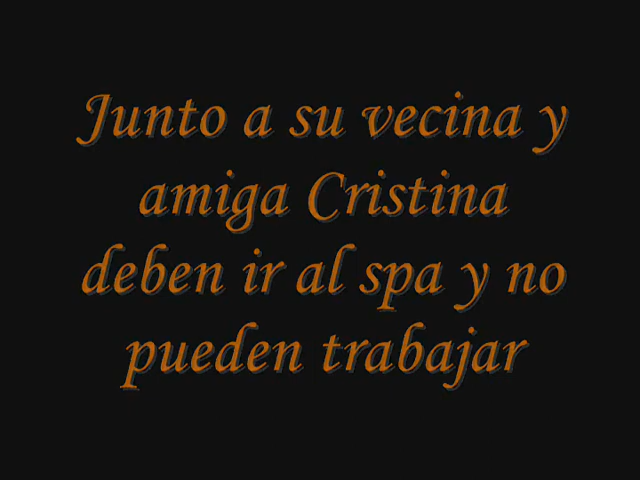 Junto a su vecina y
amiga Cristina
deben ir al spa y no
pueden trabajar